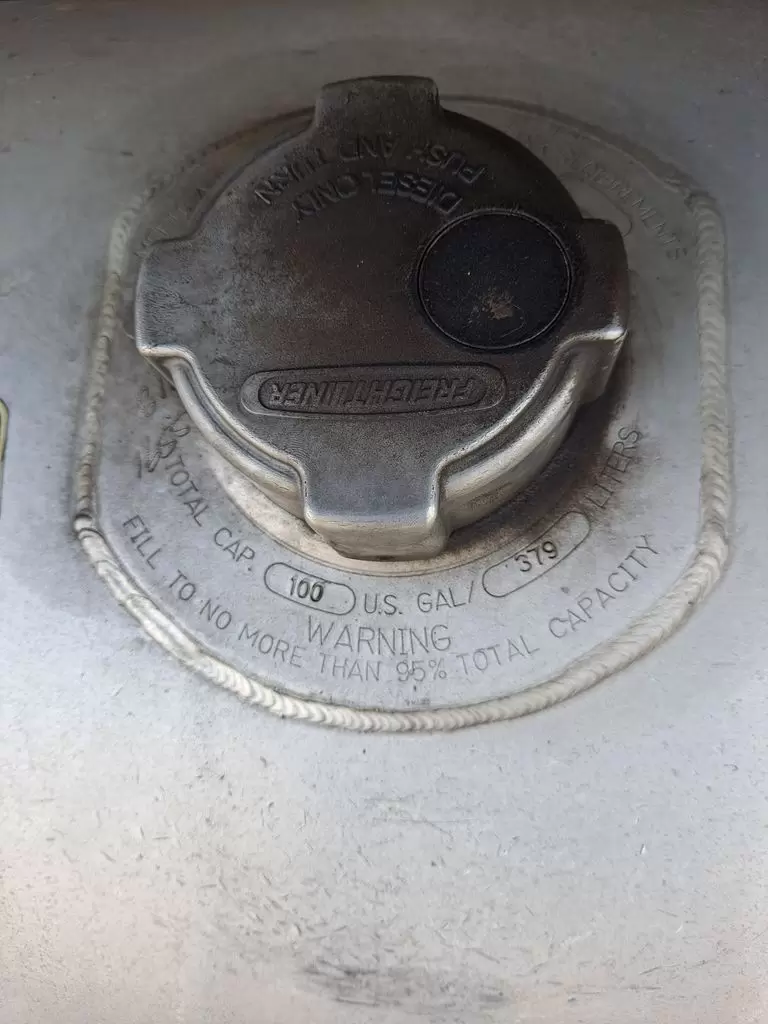 DIESEL ONLY
PUSH AND TURN
FREIGHTLINER
TOTAL CAP. 100 U.S. GAL/ 379 LITERS
WARNING
FILL TO NO MORE THAN 95% TOTAL CAPACITY